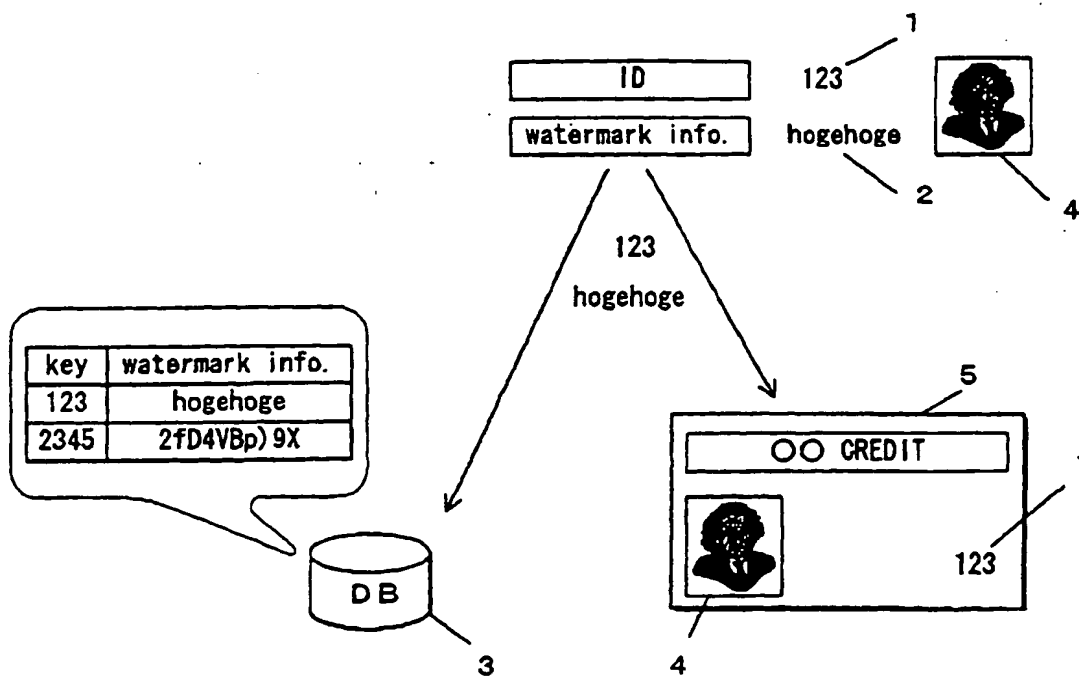 1
ID 123
watermark info. hogehoge
2 4
123
hogehoge
key watermark info.
123 hogehoge
2345 2fD4VBp)9X
5
○○ CREDIT
123
DB
3 4